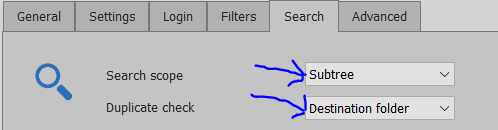 General Settings Login Filters Search Advanced
Search scope Subtree
Duplicate check Destination folder